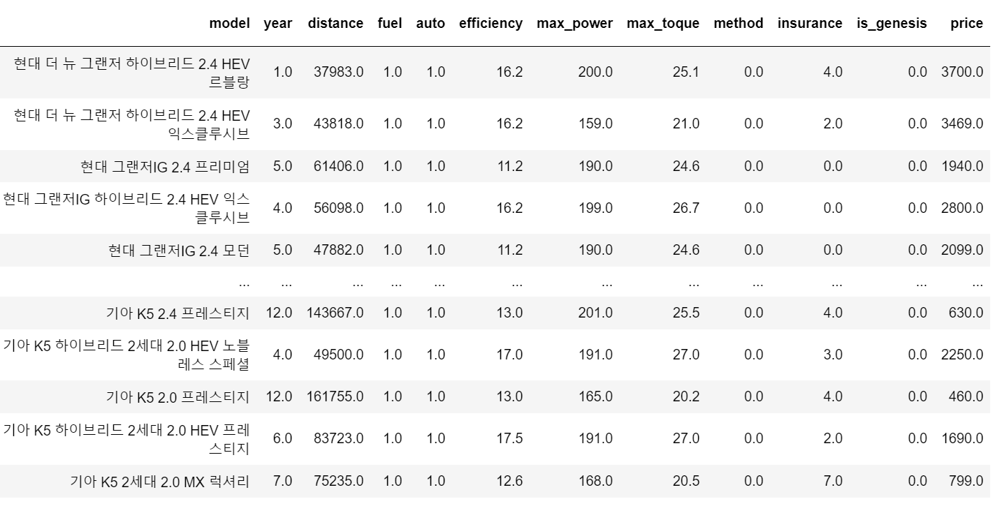 model year distance fuel auto efficiency max_power max_toque method insurance is_genesis price
현대 더 뉴 그랜저 하이브리드 2.4 HEV
르블랑 1.0 37983.0 1.0 1.0 16.2 200.0 25.1 0.0 4.0 0.0 3700.0
현대 더 뉴 그랜저 하이브리드 2.4 HEV
익스클루시브 3.0 43818.0 1.0 1.0 16.2 159.0 21.0 0.0 2.0 0.0 3469.0
현대 그랜저IG 2.4 프리미엄 5.0 61406.0 1.0 1.0 11.2 190.0 24.6 0.0 0.0 0.0 1940.0
현대 그랜저IG 하이브리드 2.4 HEV 익스
클루시브 4.0 56098.0 1.0 1.0 16.2 199.0 26.7 0.0 0.0 0.0 2800.0
현대 그랜저IG 2.4 모던 5.0 47882.0 1.0 1.0 11.2 190.0 24.6 0.0 0.0 0.0 2099.0
... ... ... ... ... ... ... ... ... ... ... ...
기아 K5 2.4 프레스티지 12.0 143667.0 1.0 1.0 13.0 201.0 25.5 0.0 4.0 0.0 630.0
기아 K5 하이브리드 2세대 2.0 HEV 노블
레스 스페셜 4.0 49500.0 1.0 1.0 17.0 191.0 27.0 0.0 3.0 0.0 2250.0
기아 K5 2.0 프레스티지 12.0 161755.0 1.0 1.0 13.0 165.0 20.2 0.0 4.0 0.0 460.0
기아 K5 하이브리드 2세대 2.0 HEV 프레
스티지 6.0 83723.0 1.0 1.0 17.5 191.0 27.0 0.0 2.0 0.0 1690.0
기아 K5 2세대 2.0 MX 럭셔리 7.0 75235.0 1.0 1.0 12.6 168.0 20.5 0.0 7.0 0.0 799.0